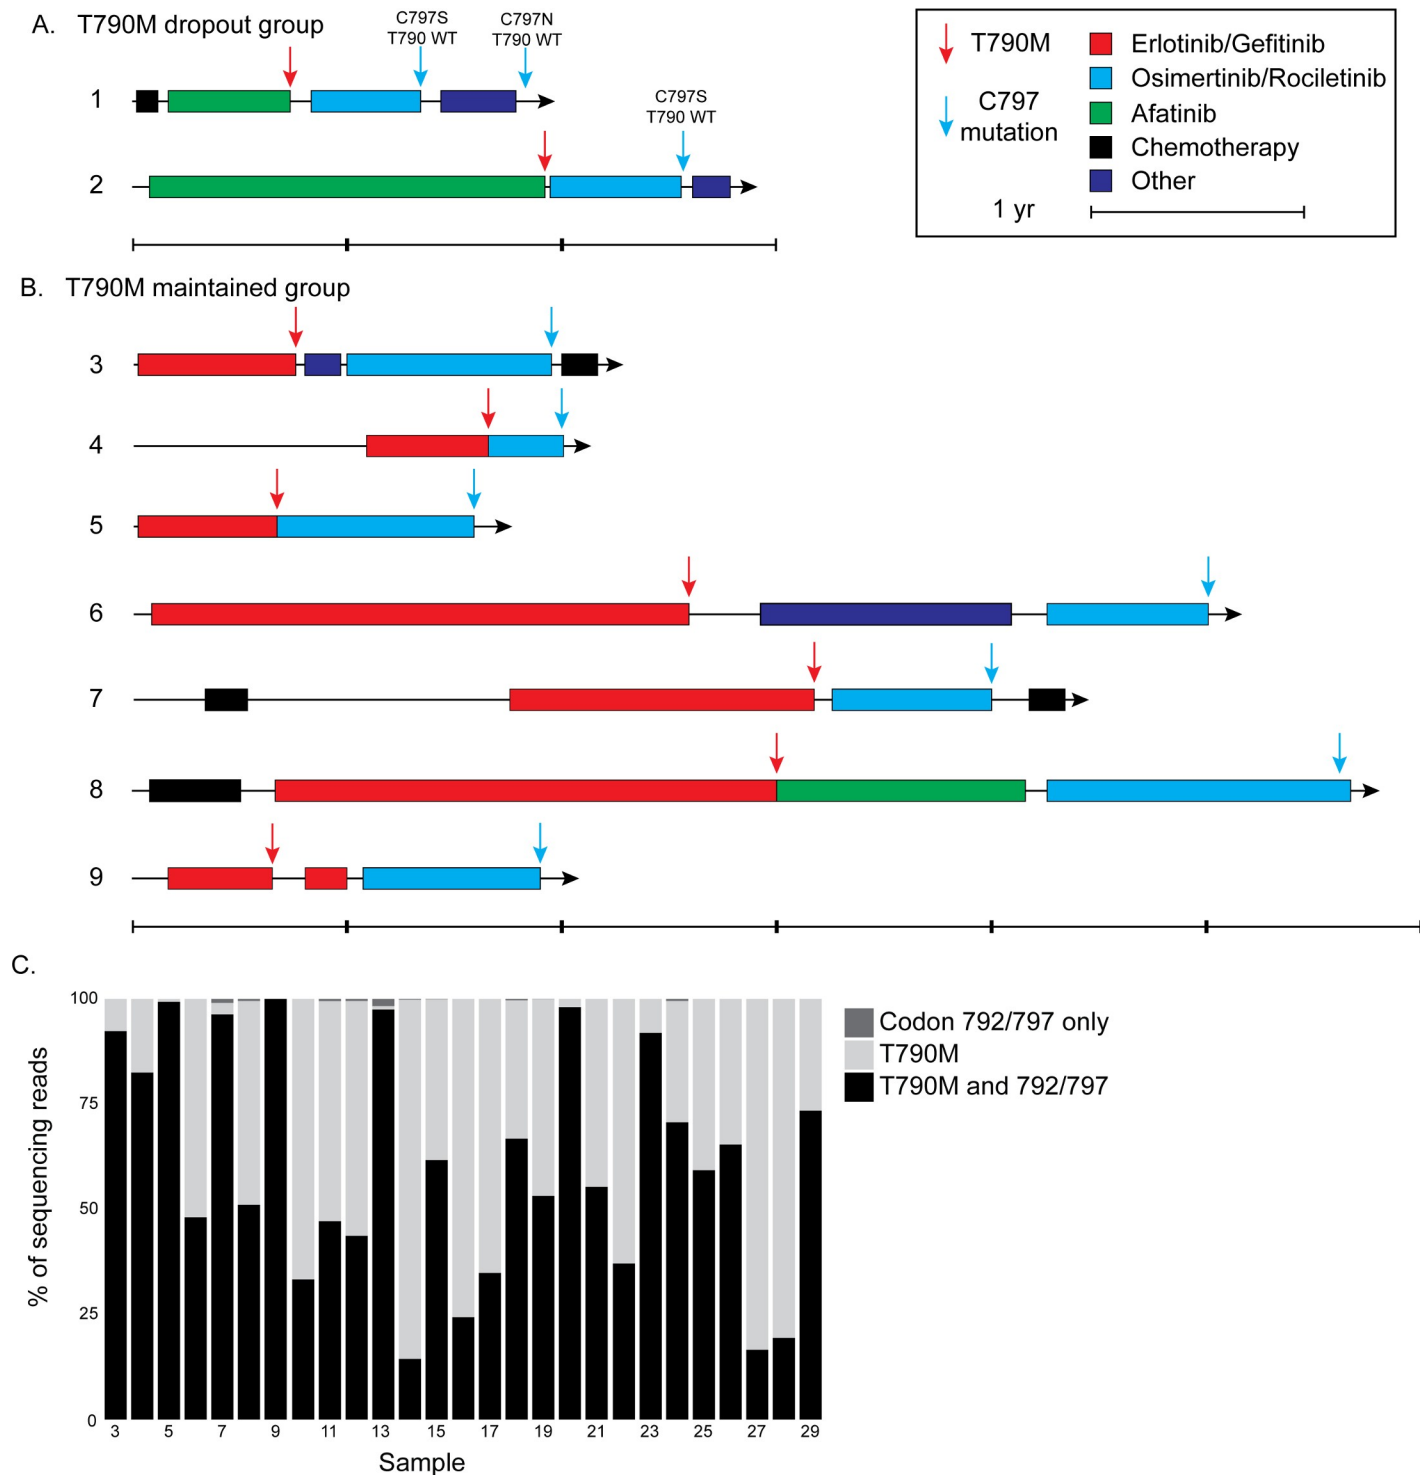 A. T790M dropout group
C797S
T790 WT
C797N
T790 WT
1
C797S
T790 WT
2
T790M
C797
mutation
1 yr
Erlotinib/Gefitinib
Osimertinib/Rociletinib
Afatinib
Chemotherapy
Other
B. T790M maintained group
3
4
5
6
7
8
9
C.
100
75
50
25
0
% of sequencing reads
3 5 7 9 11 13 15 17 19 21 23 25 27 29
Sample
Codon 792/797 only
T790M
T790M and 792/797